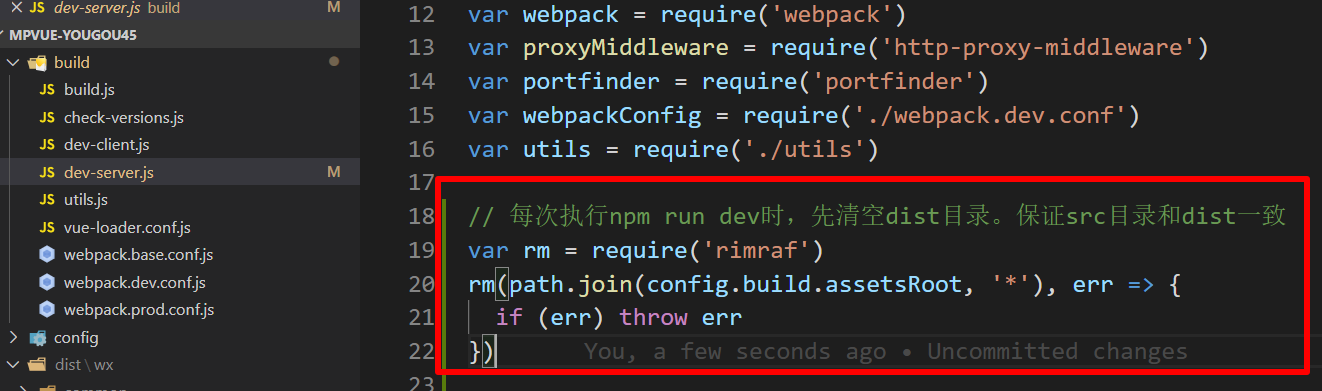 dev-server.js build M
MPVUE-YOUGOU45
build
JS build.js
JS check-versions.js
JS dev-client.js
JS dev-server.js M
JS utils.js
JS vue-loader.conf.js
webpack.base.conf.js
webpack.dev.conf.js
webpack.prod.conf.js
config
dist\wx
common
12 var webpack = require('webpack')
13 var proxyMiddleware = require('http-proxy-middleware')
14 var portfinder = require('portfinder')
15 var webpackConfig = require('./webpack.dev.conf')
16 var utils = require('./utils')
17
18 // 每次执行npm run dev时，先清空dist目录。保证src目录和dist一致
19 var rm = require('rimraf')
20 rm(path.join(config.build.assetsRoot, '*'), err => {
21 if (err) throw err
22 }) You, a few seconds ago • Uncommitted changes
23